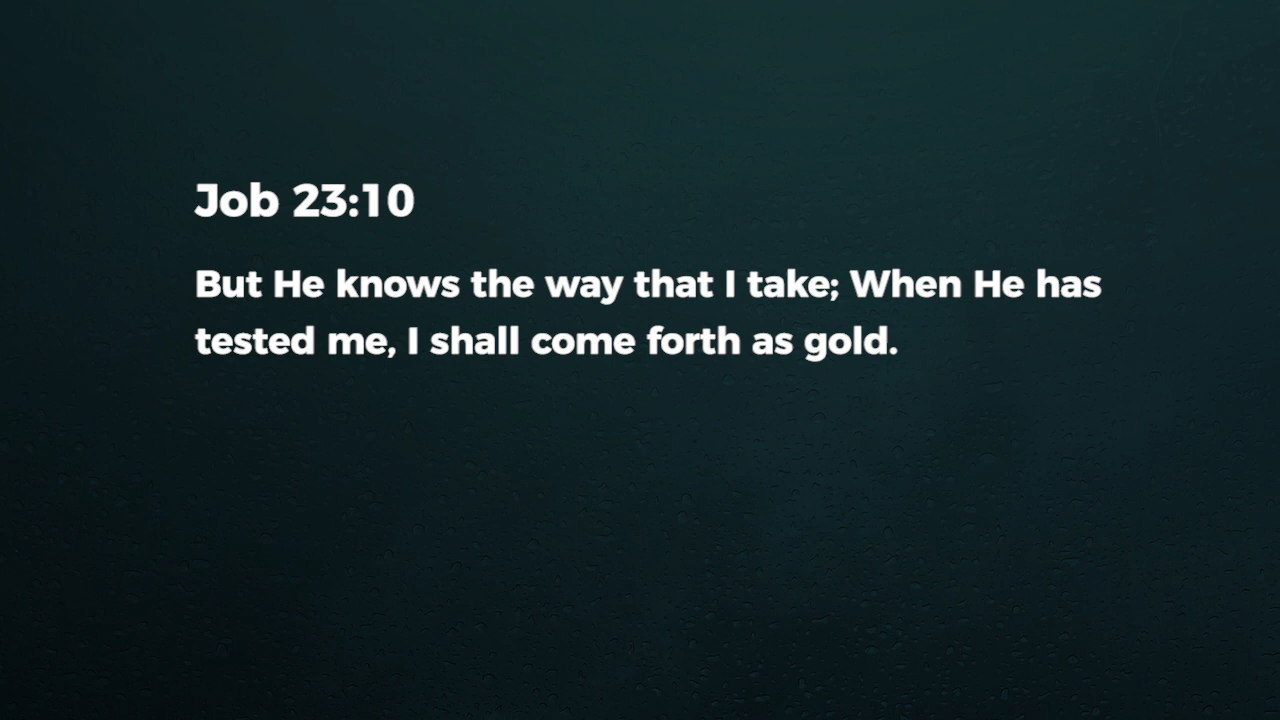 Job 23:10
But He knows the way that I take; When He has
tested me, I shall come forth as gold.